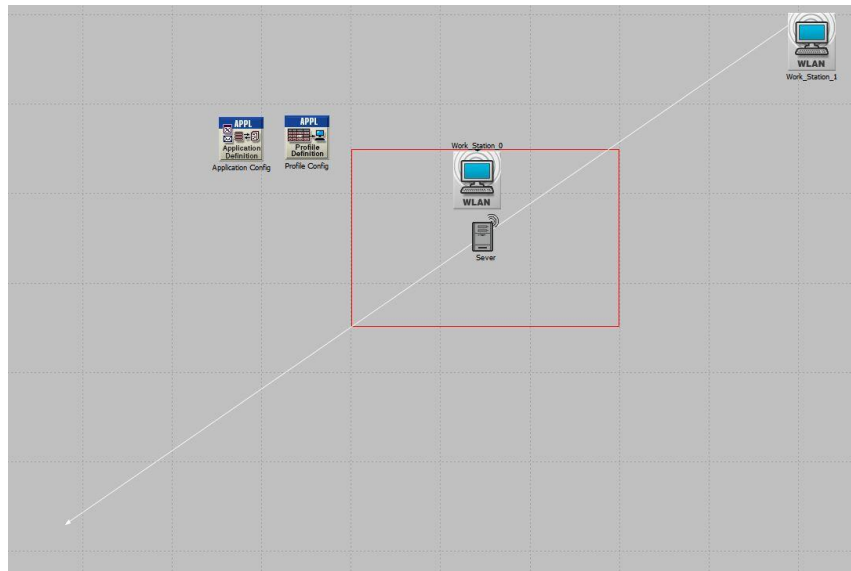 WLAN
Work_Station_1
APPL
Application
Definition
Application Config
APPL
Profile
Definition
Profile Config
Work_Station_0
WLAN
Sever